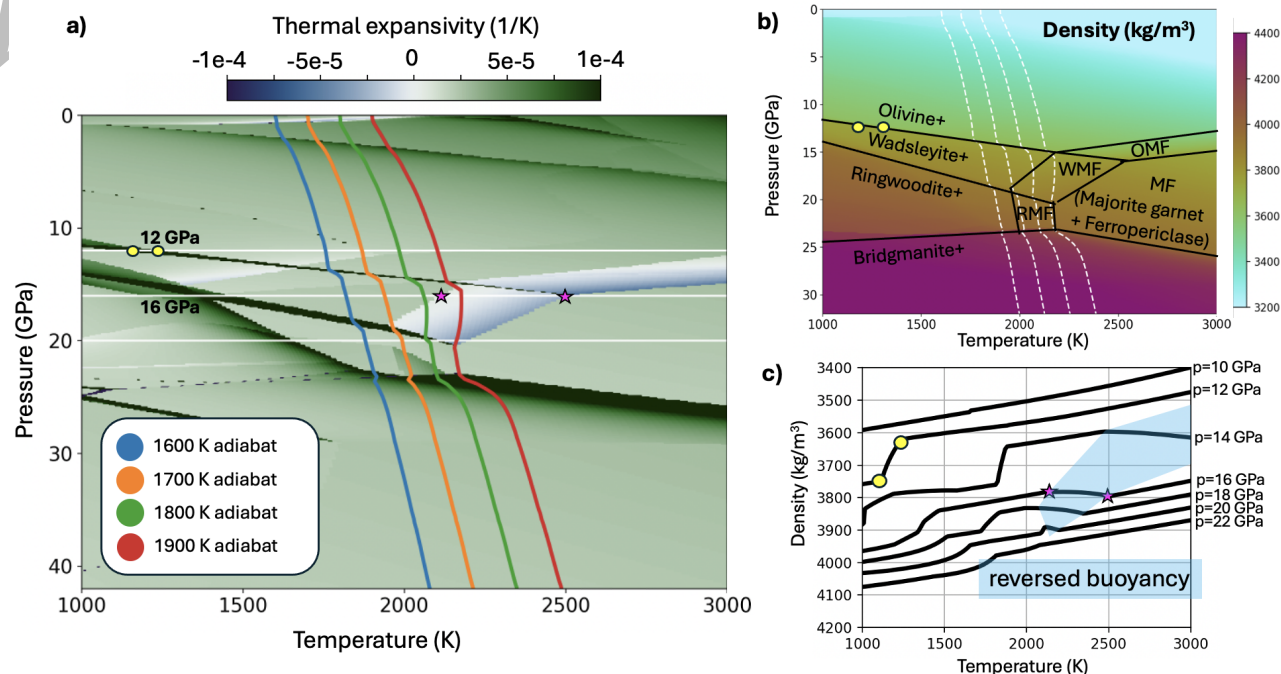 a)
Thermal expansivity (1/K)
-1e-4 -5e-5 0 5e-5 1e-4
0
10
20
30
40
Pressure (GPa)
12 GPa
16 GPa
1600 K adiabat
1700 K adiabat
1800 K adiabat
1900 K adiabat
1000 1500 2000 2500 3000
Temperature (K)
b)
Density (kg/m³)
0
5
10
15
20
25
30
Pressure (GPa)
Olivine+
Wadsleyite+
Ringwoodite+
Bridgmanite+
OMF
WMF
RMF
MF
(Majorite garnet
+ Ferropericlase)
1000 1500 2000 2500 3000
Temperature (K)
4400
4200
4000
3800
3600
3400
3200
c)
3400
3500
3600
3700
3800
3900
4000
4100
4200
Density (kg/m³)
p=10 GPa
p=12 GPa
p=14 GPa
p=16 GPa
p=18 GPa
p=20 GPa
p=22 GPa
reversed buoyancy
1000 1500 2000 2500 3000
Temperature (K)